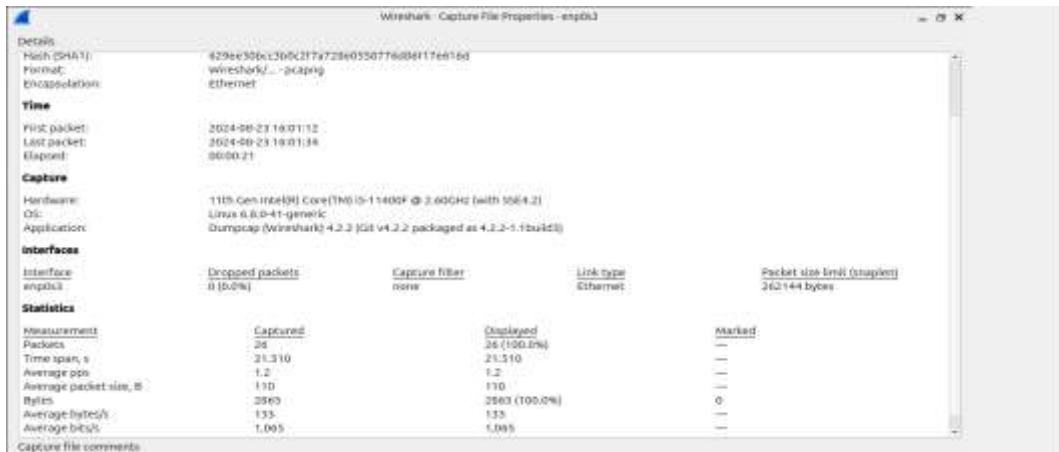 Wireshark · Capture File Properties · enp0s3
Details
Hash (SHA1):
Format: Wireshark/... - pcapng
Encapsulation: Ethernet
Time
First packet: 2024-08-23 16:01:12
Last packet: 2024-08-23 16:01:34
Elapsed: 00:00:21
Capture
Hardware: 11th Gen Intel(R) Core(TM) i5-11400F @ 2.60GHz (with SSE4.2)
OS: Linux 6.8.0-41-generic
Application: Dumpcap (Wireshark) 4.2.2 (Git v4.2.2 packaged as 4.2.2-1.1build3)
Interfaces
Interface Dropped packets Capture filter Link type Packet size limit (snaplen)
enp0s3 0 (0.0%) none Ethernet 262144 bytes
Statistics
Measurement Captured Displayed Marked
Packets 26 26 (100.0%) —
Time span, s 21.510 21.510 —
Average pps 1.2 1.2 —
Average packet size, B 110 110 —
Bytes 2863 2863 (100.0%) 0
Average bytes/s 133 133 —
Average bits/s 1,065 1,065 —
Capture file comments